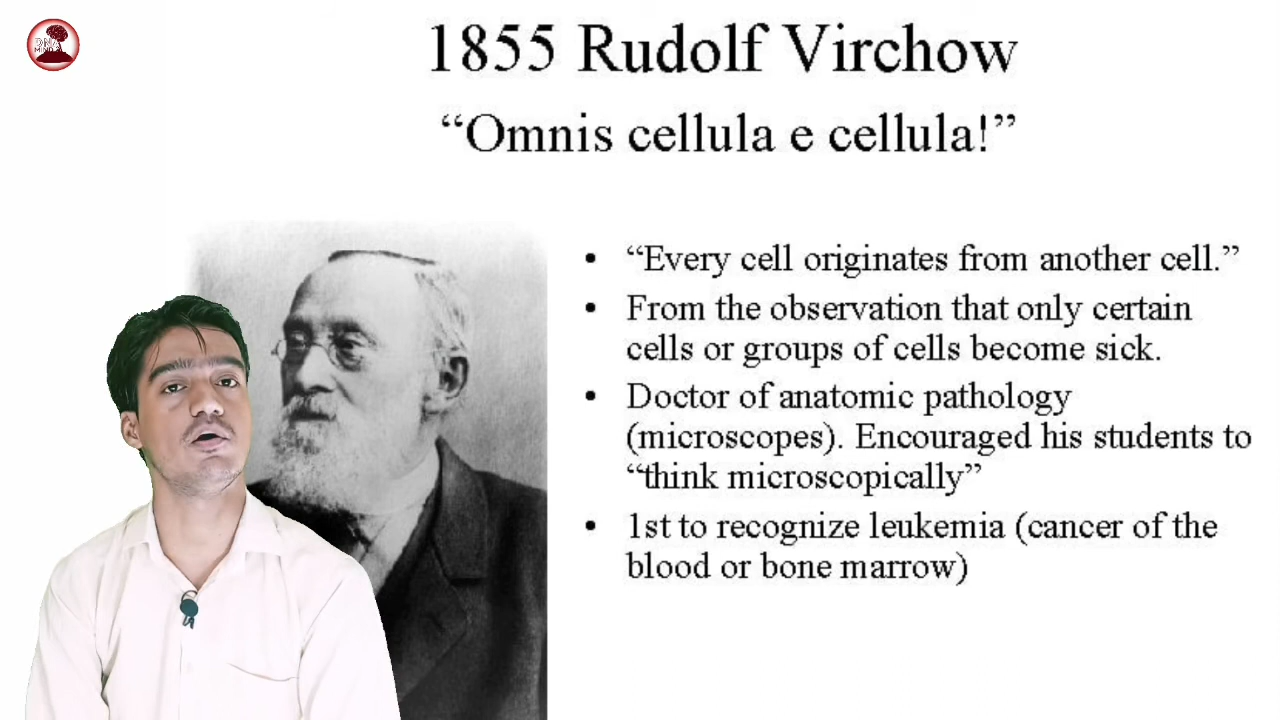 DNA
MIND
1855 Rudolf Virchow
“Omnis cellula e cellula!”
• “Every cell originates from another cell.”
• From the observation that only certain
cells or groups of cells become sick.
• Doctor of anatomic pathology
(microscopes). Encouraged his students to
“think microscopically”
• 1st to recognize leukemia (cancer of the
blood or bone marrow)